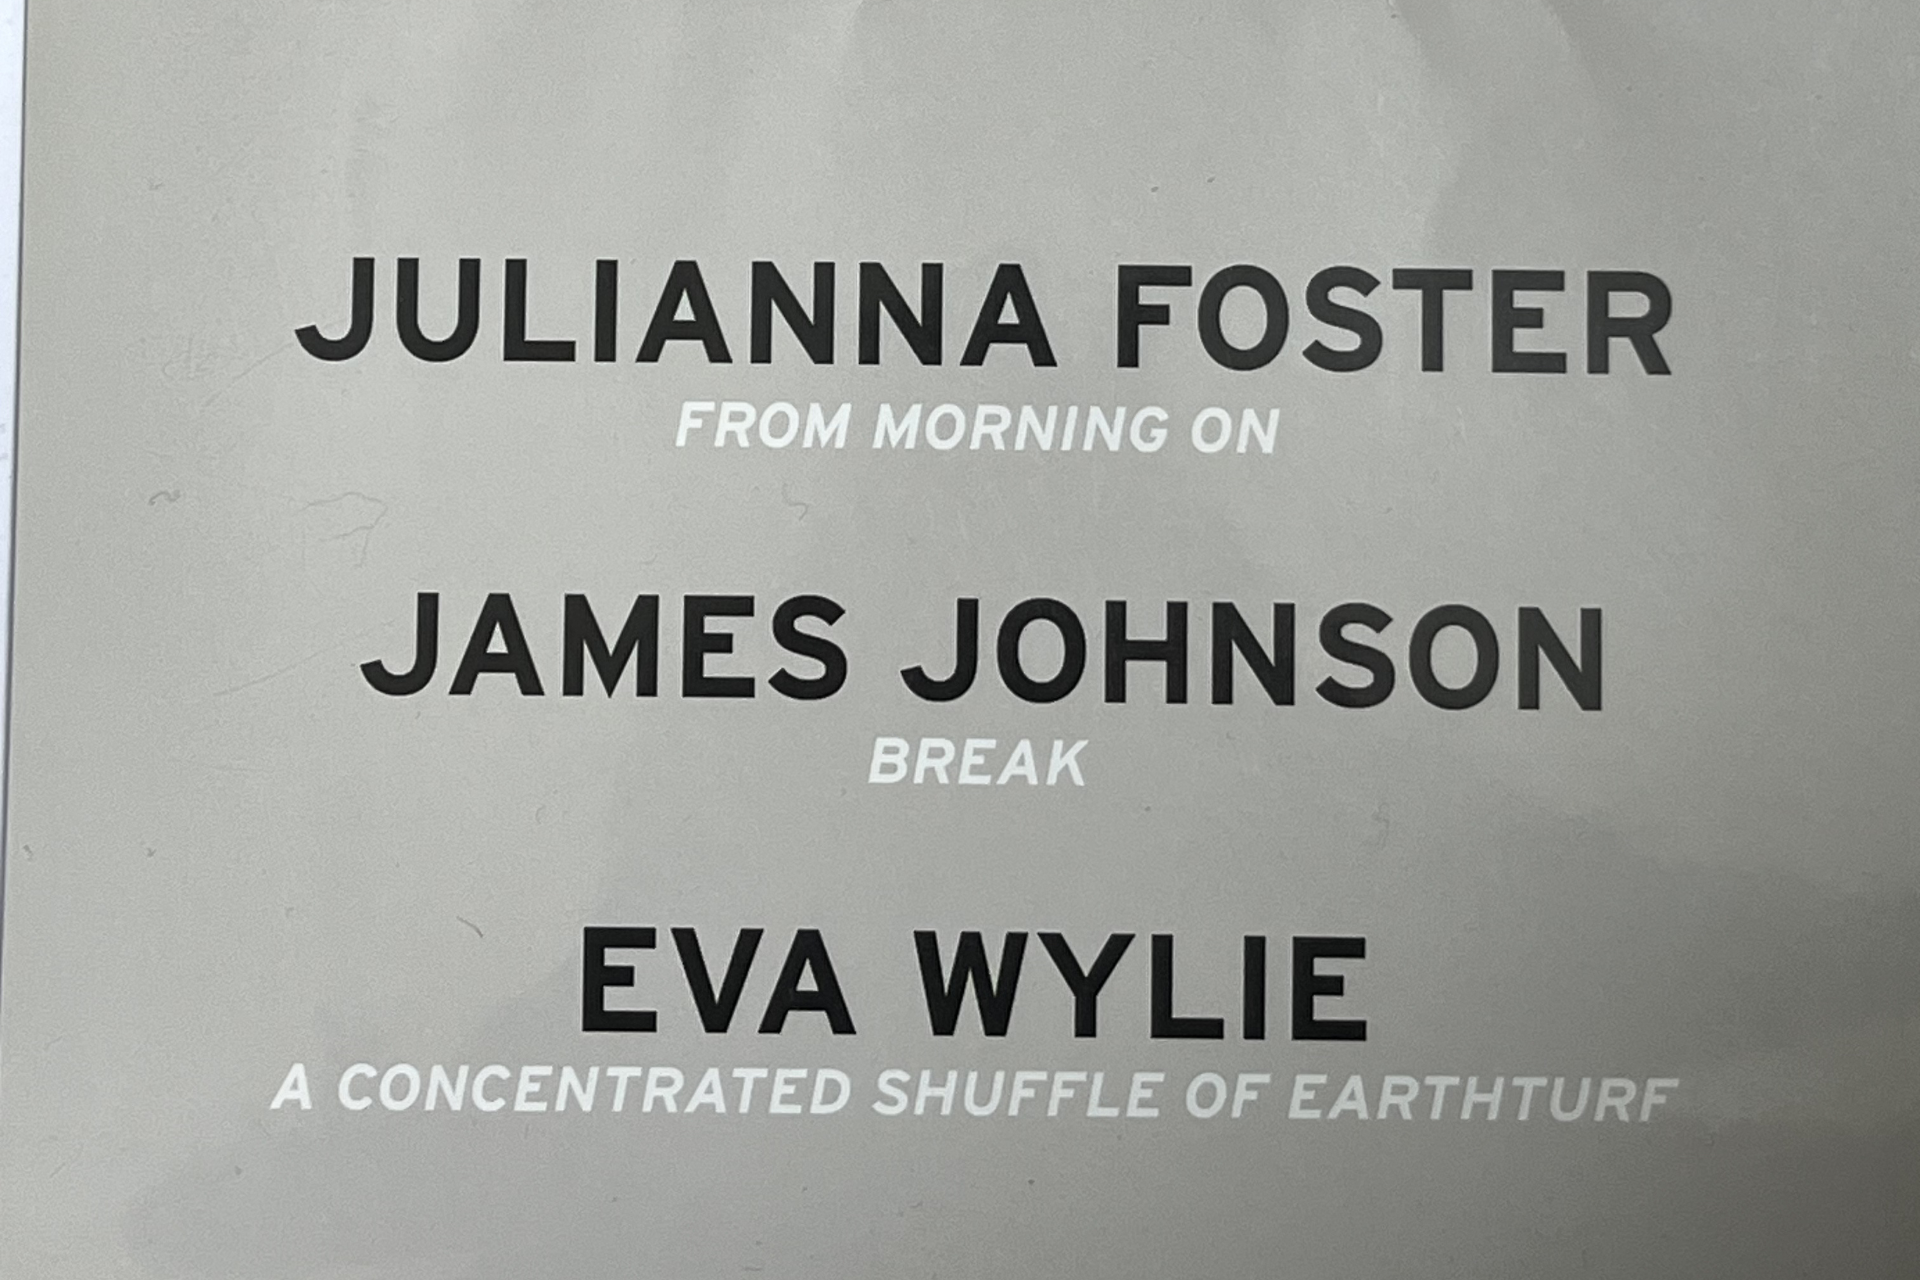 JULIANNA FOSTER
FROM MORNING ON
JAMES JOHNSON
BREAK
EVA WYLIE
A CONCENTRATED SHUFFLE OF EARTHTURF